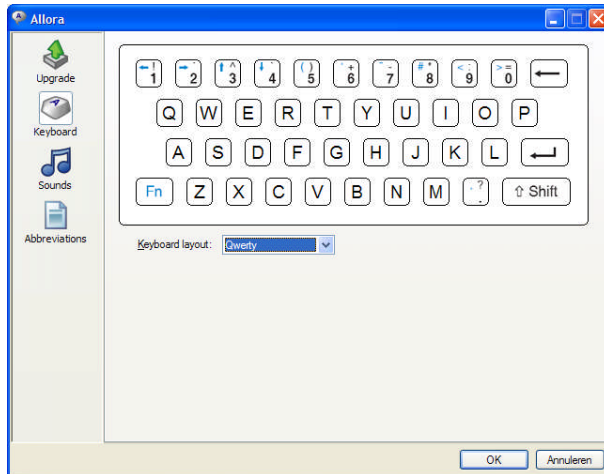 Allora
Upgrade
Keyboard
Sounds
Abbreviations
← ! 1 → 2 ↑ ^ 3 ↓ 4 ( ) 5 + 6 - 7 # * 8 < : 9 > = 0 ←
Q W E R T Y U I O P
A S D F G H J K L ↵
Fn Z X C V B N M ? . ⇧ Shift
Keyboard layout: Qwerty
OK Annuleren